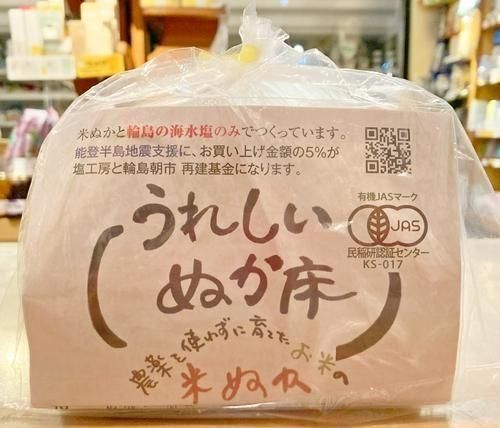 米ぬかと輪島の海水塩のみでつくっています。
能登半島地震支援に、お買い上げ金額の5%が
塩工房と輪島朝市 再建基金になります。
有機JASマーク
JAS
民稲研認証センター
KS-017
うれしい
ぬか床
農薬を使わずに育てたお米の
米ぬか